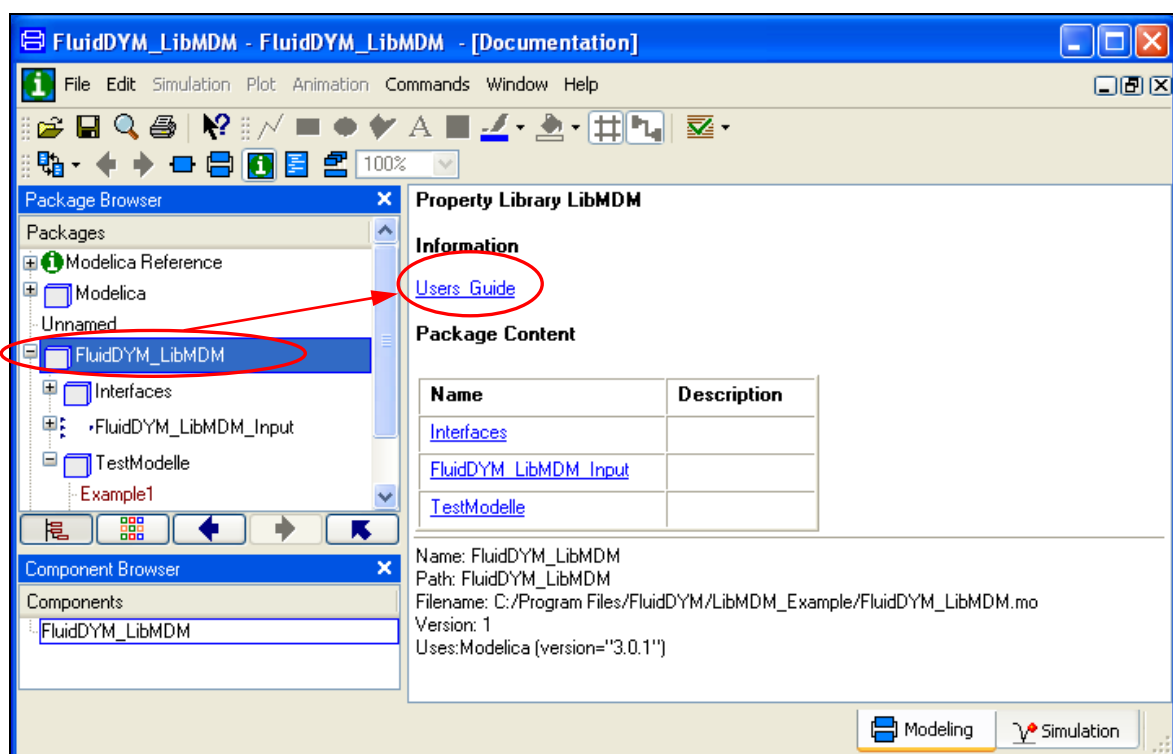 FluidDYM_LibMDM - FluidDYM_LibMDM - [Documentation]
File Edit Simulation Plot Animation Commands Window Help
100%
Package Browser
Packages
Modelica Reference
Modelica
Unnamed
FluidDYM_LibMDM
Interfaces
FluidDYM_LibMDM_Input
TestModelle
Example1
Component Browser
Components
FluidDYM_LibMDM
Property Library LibMDM
Information
Users_Guide
Package Content
Name Description
Interfaces
FluidDYM_LibMDM_Input
TestModelle
Name: FluidDYM_LibMDM
Path: FluidDYM_LibMDM
Filename: C:/Program Files/FluidDYM/LibMDM_Example/FluidDYM_LibMDM.mo
Version: 1
Uses:Modelica (version="3.0.1")
Modeling Simulation